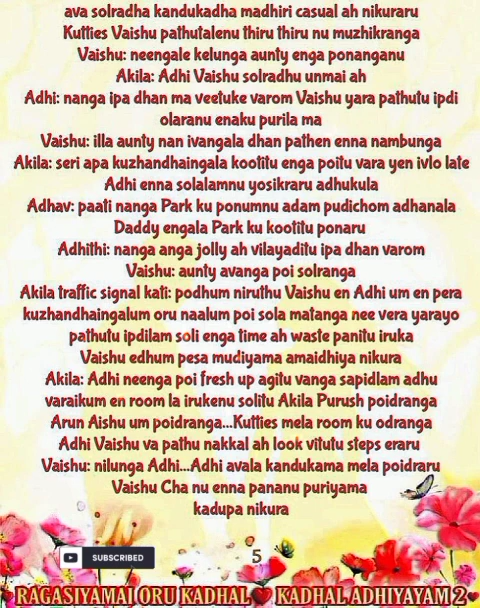 ava solradha kandukadha madhiri casual ah nikuraru
Kutties Vaishu pathutalenu thiru thiru nu muzhikranga
Vaishu: neengale kelunga aunty enga ponanganu
Akila: Adhi Vaishu solradhu unmai ah
Adhi: nanga ipa dhan ma veetuke varom Vaishu yara pathutu ipdi
olaranu enaku purila ma
Vaishu: illa aunty nan ivangala dhan pathen enna nambunga
Akila: seri apa kuzhandhaingala kootitu enga poitu vara yen ivlo late
Adhi enna solalamnu yosikraru adhukula
Adhav: paati nanga Park ku ponumnu adam pudichom adhanala
Daddy engala Park ku kootitu ponaru
Adhithi: nanga anga jolly ah vilayaditu ipa dhan varom
Vaishu: aunty avanga poi solranga
Akila traffic signal kati: podhum niruthu Vaishu en Adhi um en pera
kuzhandhaingalum oru naalum poi sola matanga nee vera yarayo
pathutu ipdilam soli enga time ah waste panitu iruka
Vaishu edhum pesa mudiyama amaidhiya nikura
Akila: Adhi neenga poi fresh up agitu vanga sapidlam adhu
varaikum en room la irukenu solitu Akila Purush poidranga
Arun Aishu um poidranga...Kutties mela room ku odranga
Adhi Vaishu va pathu nakkal ah look vitutu steps eraru
Vaishu: nilunga Adhi...Adhi avala kandukama mela poidraru
Vaishu Cha nu enna pananu puriyama
kadupa nikura
SUBSCRIBED
5
RAGASIYAMAI ORU KADHAL KADHAL ADHIYAYAM 2